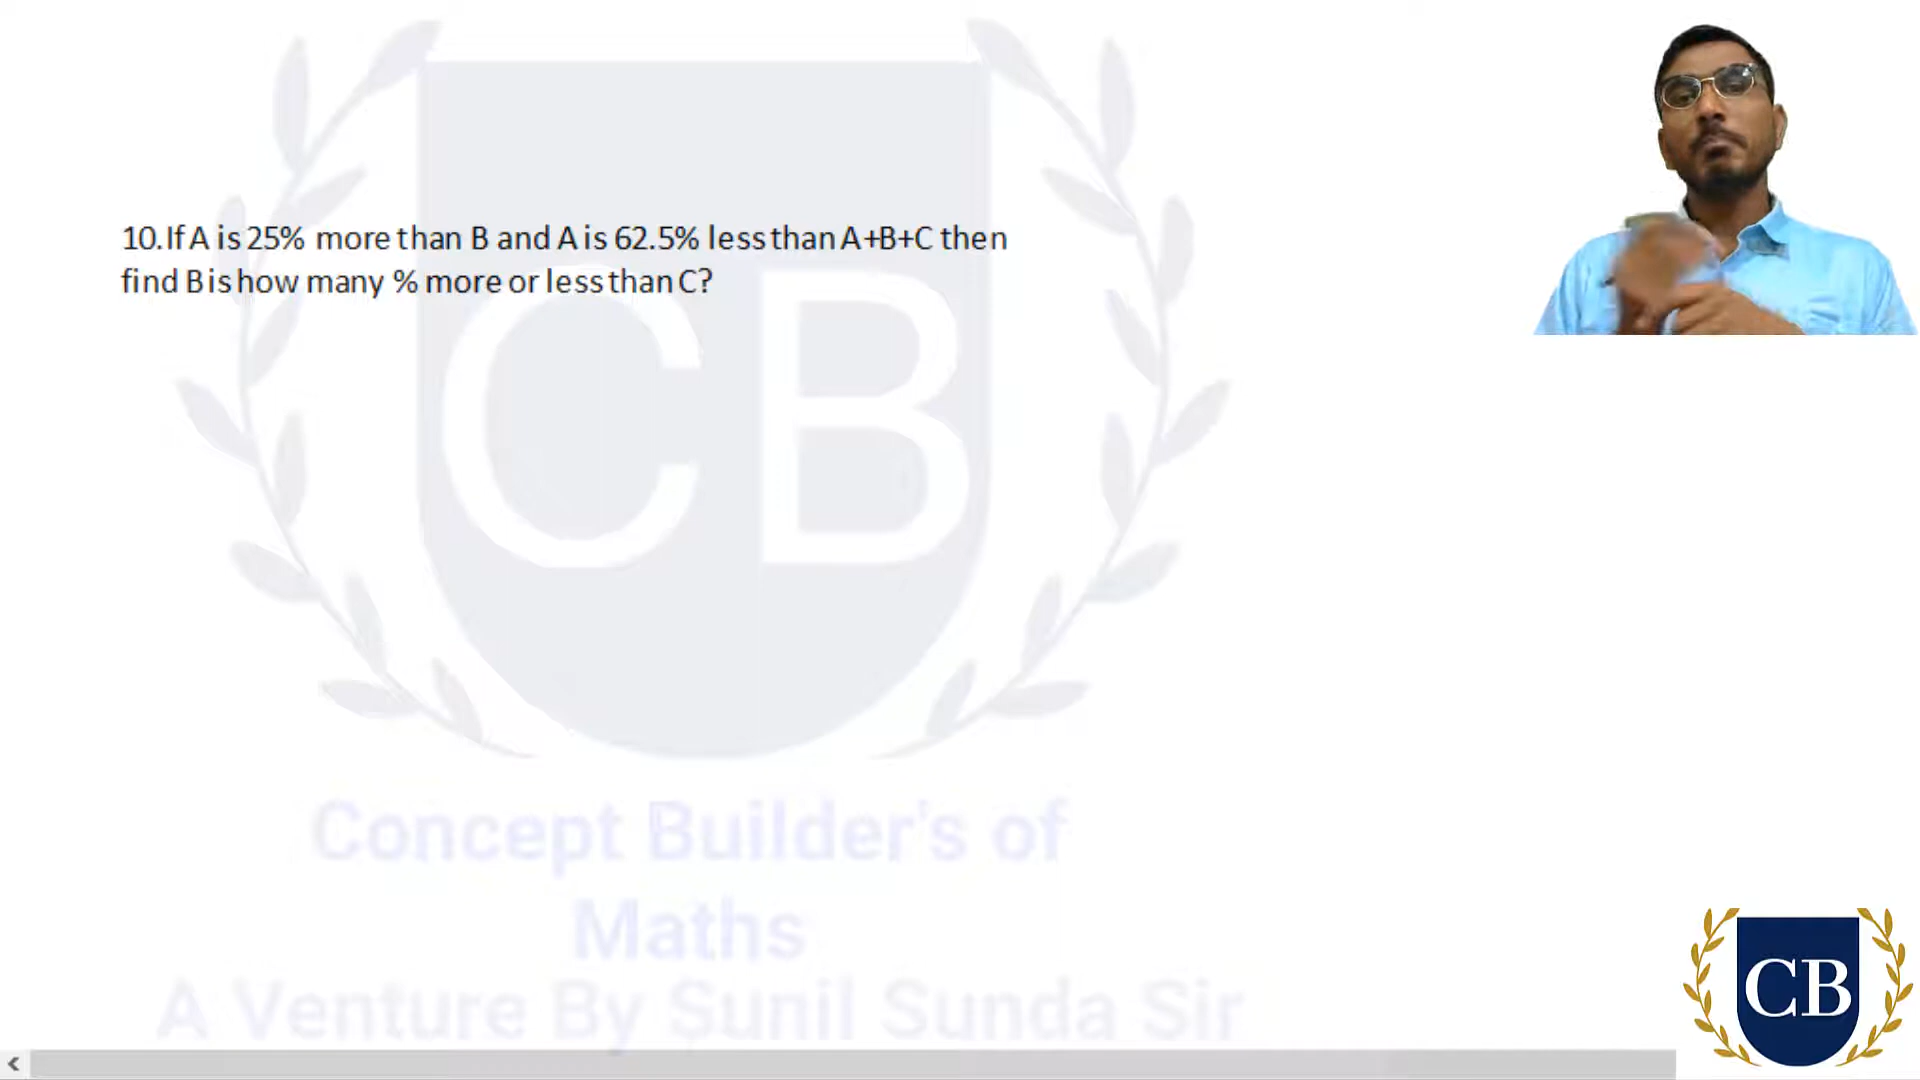 10. If A is 25% more than B and A is 62.5% less than A+B+C then
find B is how many % more or less than C?
CB
Concept Builder's of
Maths
A Venture By Sunil Sunda Sir
CB